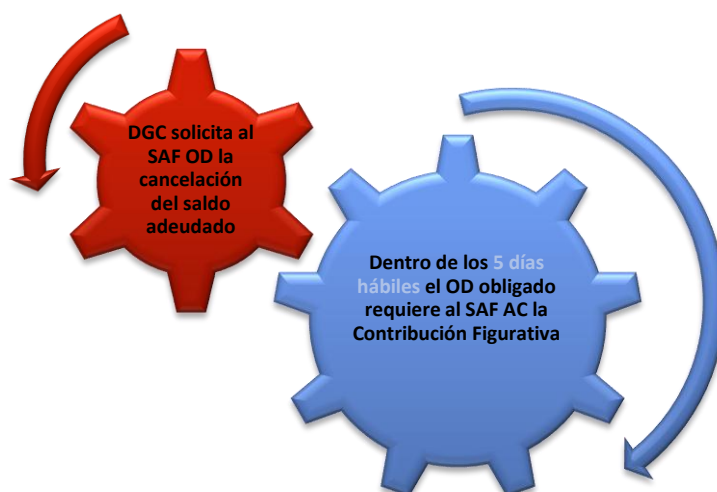 DGC solicita al
SAF OD la
cancelación
del saldo
adeudado
Dentro de los 5 días
hábiles el OD obligado
requiere al SAF AC la
Contribución Figurativa